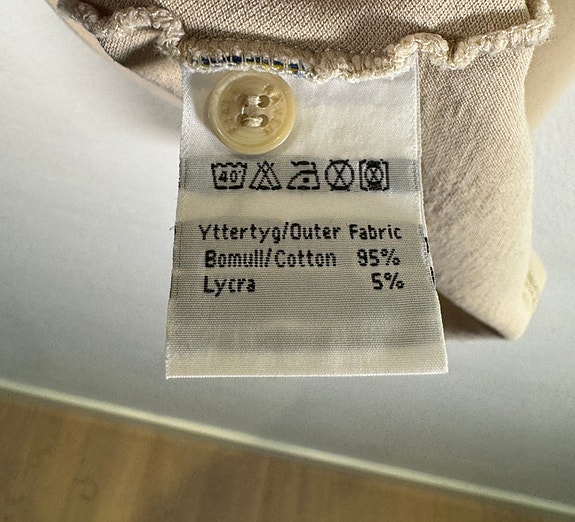 40
Yttertyg/Outer Fabric
Bomull/Cotton 95%
Lycra 5%